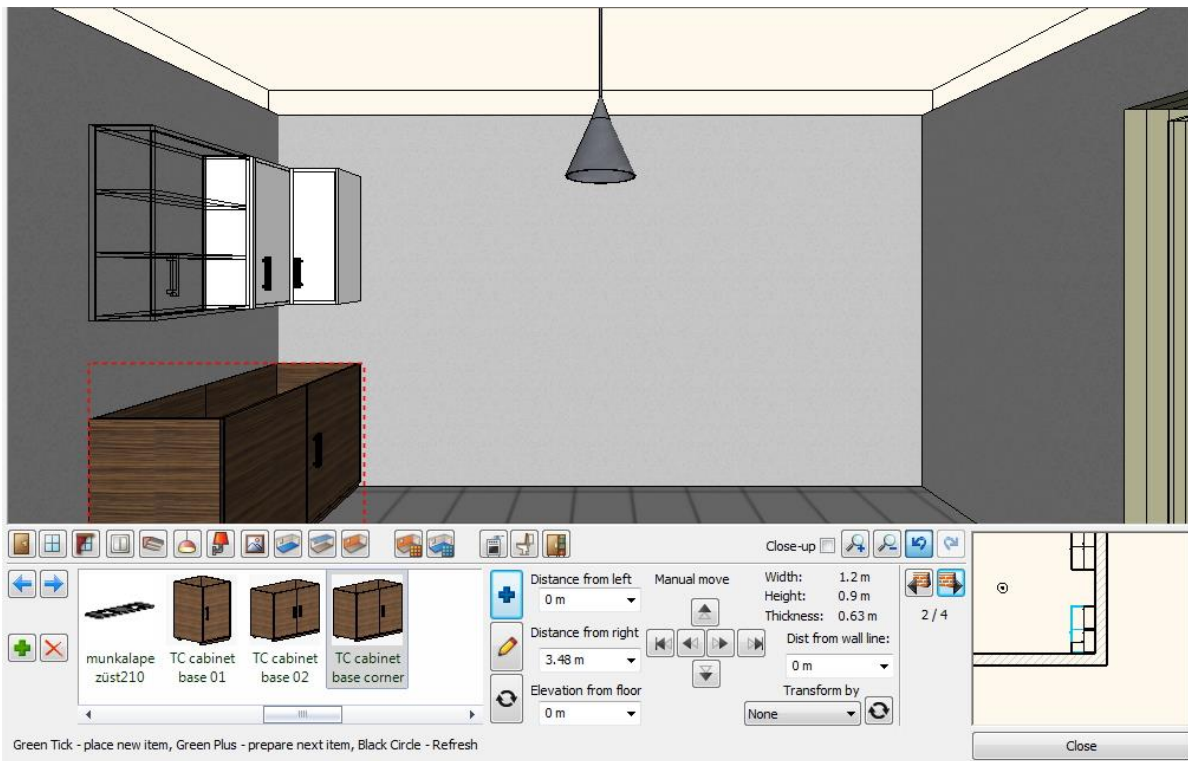 Close-up
Distance from left
0 m
Manual move
Width: 1.2 m
Height: 0.9 m
Thickness: 0.63 m
2 / 4
Distance from right
3.48 m
Dist from wall line:
0 m
munkalape
züst210
TC cabinet
base 01
TC cabinet
base 02
TC cabinet
base corner
Elevation from floor
0 m
Transform by
None
Green Tick - place new item, Green Plus - prepare next item, Black Circle - Refresh
Close